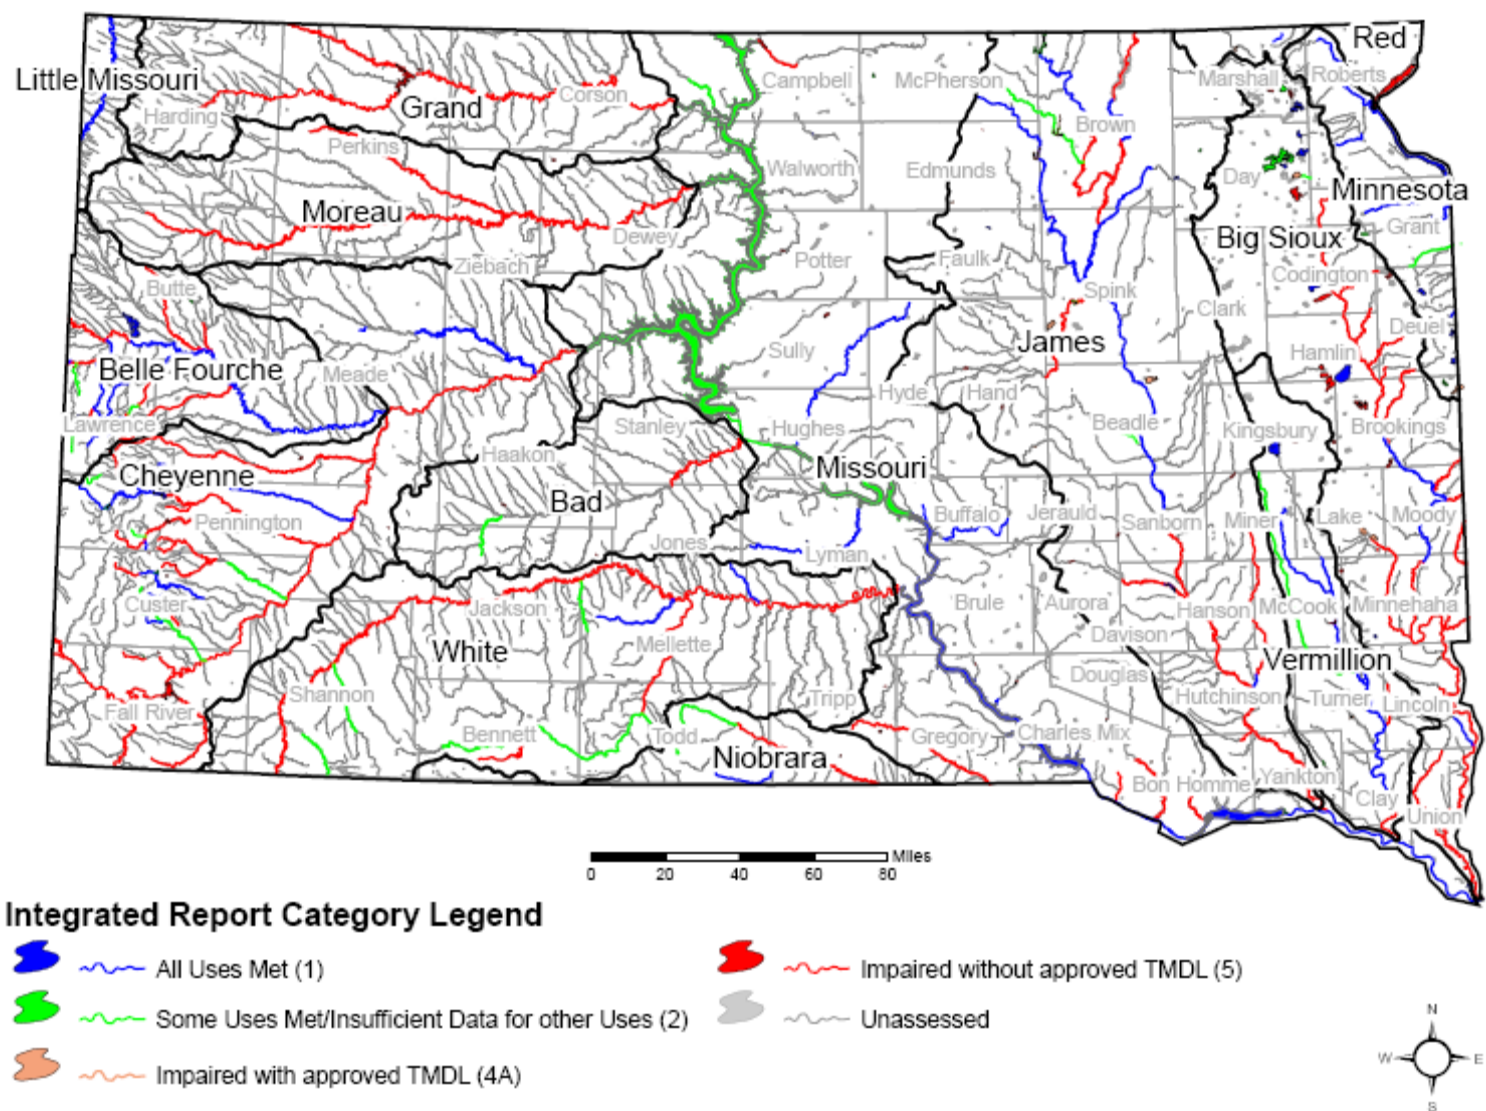 Red
Little Missouri
Campbell
McPherson
Marshall
Roberts
Harding
Grand
Corson
Brown
Perkins
Walworth
Edmunds
Day
Minnesota
Moreau
Dewey
Big Sioux
Grant
Ziebach
Potter
Faulk
Codington
Butte
Spink
Clark
Deuel
Belle Fourche
Meade
Sully
James
Hamlin
Hyde
Hand
Lawrence
Stanley
Hughes
Beadle
Kingsbury
Brookings
Haakon
Cheyenne
Missouri
Pennington
Bad
Buffalo
Jerauld
Sanborn
Miner
Lake
Moody
Jones
Lyman
Custer
Jackson
Brule
Aurora
Hanson
McCook
Minnehaha
Davison
White
Mellette
Vermillion
Douglas
Shannon
Tripp
Hutchinson
Turner
Lincoln
Fall River
Bennett
Todd
Gregory
Charles Mix
Niobrara
Bon Homme
Yankton
Clay
Union
Miles
0 20 40 60 80
Integrated Report Category Legend
All Uses Met (1)
Impaired without approved TMDL (5)
Some Uses Met/Insufficient Data for other Uses (2)
Unassessed
Impaired with approved TMDL (4A)
N
W E
S